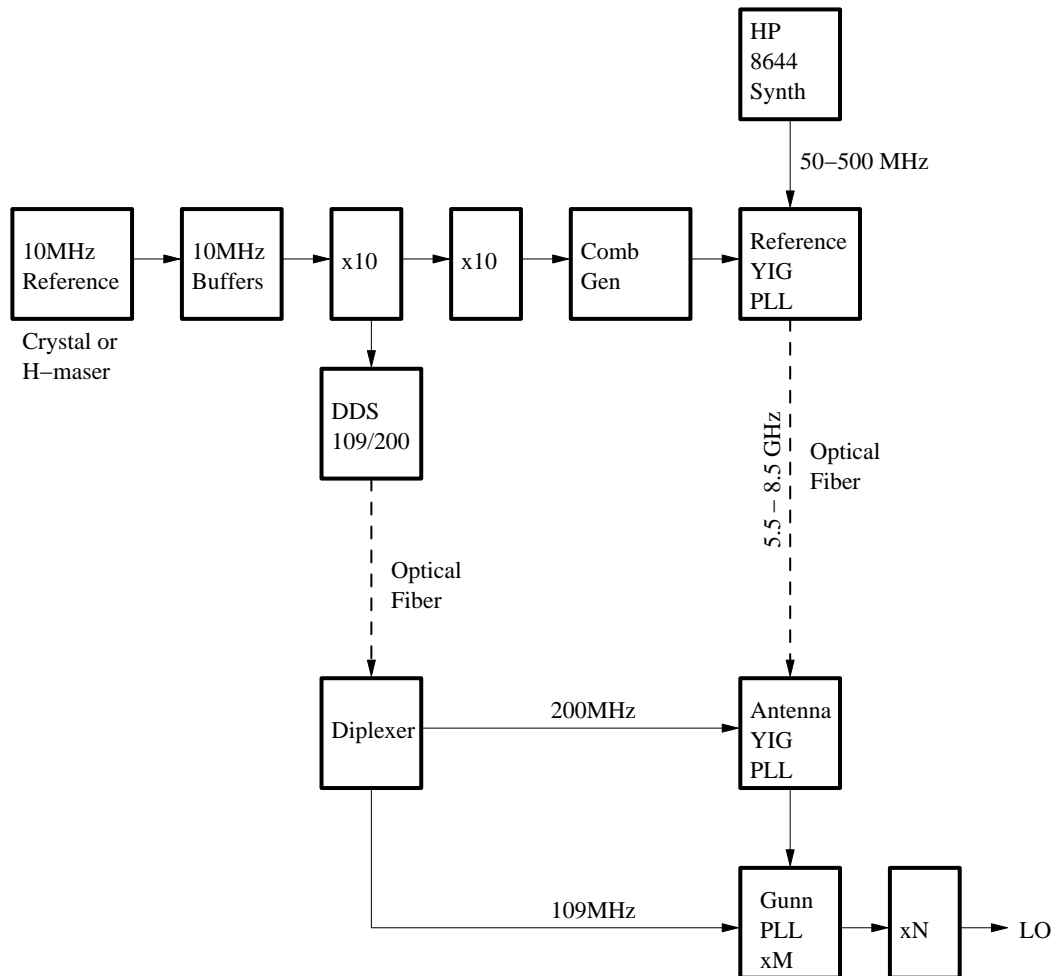 HP
8644
Synth
50–500 MHz
10MHz
Reference
10MHz
Buffers
x10
x10
Comb
Gen
Reference
YIG
PLL
Crystal or
H–maser
DDS
109/200
5.5 – 8.5 GHz
Optical
Fiber
Optical
Fiber
Diplexer
200MHz
Antenna
YIG
PLL
109MHz
Gunn
PLL
xM
xN
LO